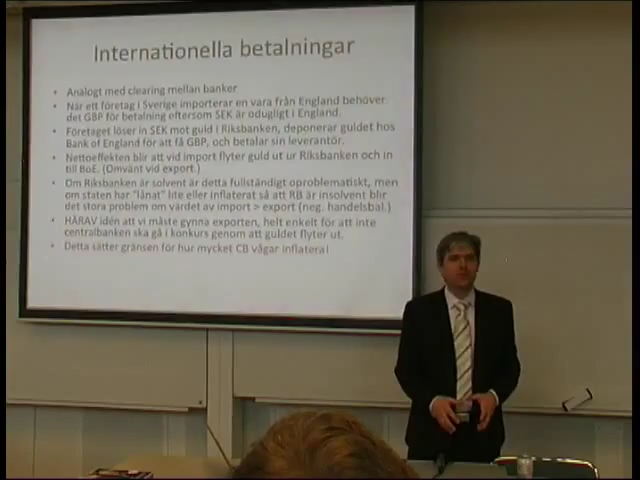 Internationella betalningar
• Analogt med clearing mellan banker
• När ett företag i Sverige importerar en vara från England behöver
det GBP för betalning eftersom SEK är odugligt i England.
• Företaget löser in SEK mot guld i Riksbanken, deponerar guldet hos
Bank of England för att få GBP, och betalar sin leverantör.
• Nettoeffekten blir att vid import flyter guld ut ur Riksbanken och in
till BoE. (Omvänt vid export.)
• Om Riksbanken är solvent är detta fullständigt oproblematiskt, men
om staten har "lånat" lite eller inflaterat så att RB är insolvent blir
det stora problem om värdet av import > export (neg. handelsbal.)
• HÄRAV idén att vi måste gynna exporten, helt enkelt för att inte
centralbanken ska gå i konkurs genom att guldet flyter ut.
• Detta sätter gränsen för hur mycket CB vågar inflatera!